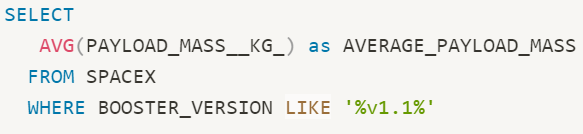 SELECT
AVG(PAYLOAD_MASS__KG_) as AVERAGE_PAYLOAD_MASS
FROM SPACEX
WHERE BOOSTER_VERSION LIKE '%v1.1%'